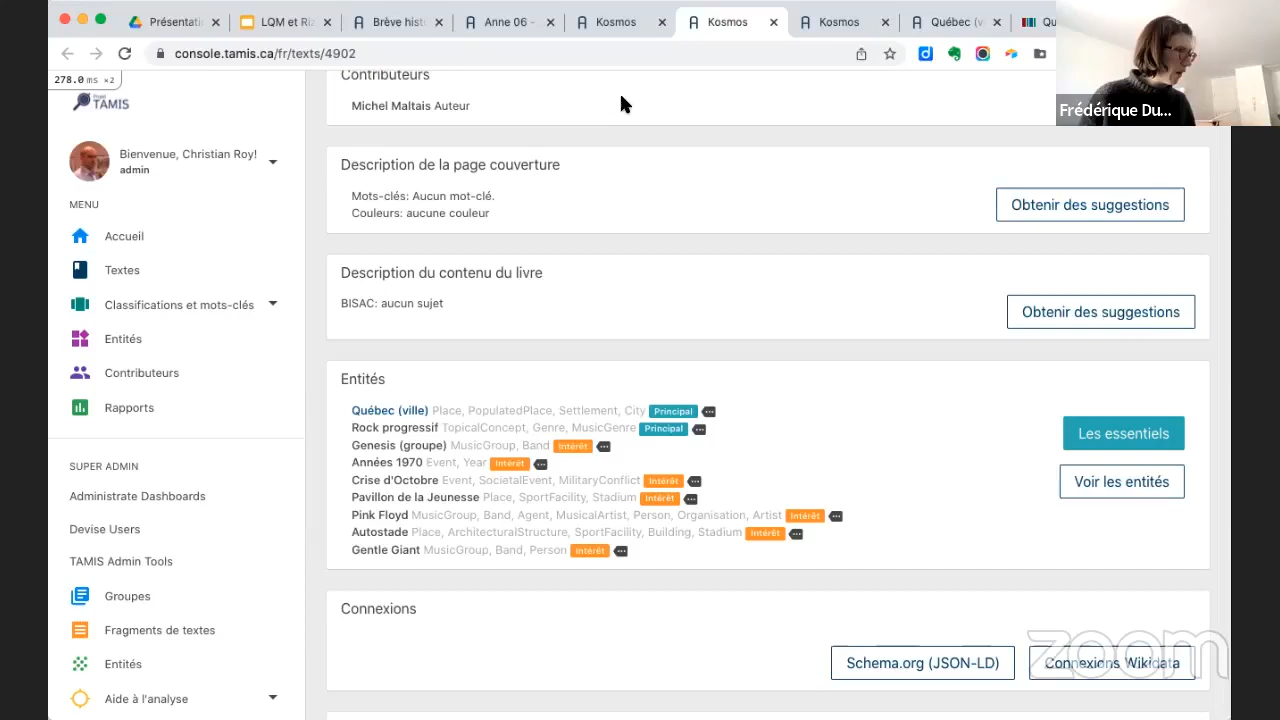 Présentati
LQM et Riz
Brève hist
Anne 06 -
Kosmos
Kosmos
Kosmos
Québec (v
Qu
console.tamis.ca/fr/texts/4902
278.0 ms ×2
Frédérique Du...
Projet
TAMIS
Bienvenue, Christian Roy!
admin
MENU
Accueil
Textes
Classifications et mots-clés
Entités
Contributeurs
Rapports
SUPER ADMIN
Administrate Dashboards
Devise Users
TAMIS Admin Tools
Groupes
Fragments de textes
Entités
Aide à l'analyse
Contributeurs
Michel Maltais Auteur
Description de la page couverture
Mots-clés: Aucun mot-clé.
Couleurs: aucune couleur
Obtenir des suggestions
Description du contenu du livre
BISAC: aucun sujet
Obtenir des suggestions
Entités
Québec (ville) Place, PopulatedPlace, Settlement, City Principal
Rock progressif TopicalConcept, Genre, MusicGenre Principal
Genesis (groupe) MusicGroup, Band Intérêt
Années 1970 Event, Year Intérêt
Crise d'Octobre Event, SocietalEvent, MilitaryConflict Intérêt
Pavillon de la Jeunesse Place, SportFacility, Stadium Intérêt
Pink Floyd MusicGroup, Band, Agent, MusicalArtist, Person, Organisation, Artist Intérêt
Autostade Place, ArchitecturalStructure, SportFacility, Building, Stadium Intérêt
Gentle Giant MusicGroup, Band, Person Intérêt
Les essentiels
Voir les entités
Connexions
Schema.org (JSON-LD)
Connexions Wikidata
zoom